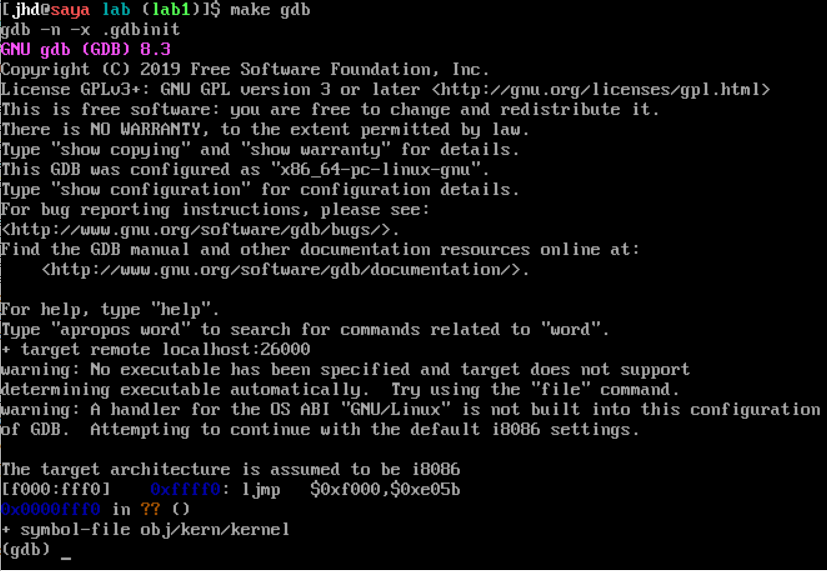 [jhd@saya lab (lab1)]$ make gdb
gdb -n -x .gdbinit
GNU gdb (GDB) 8.3
Copyright (C) 2019 Free Software Foundation, Inc.
License GPLv3+: GNU GPL version 3 or later <http://gnu.org/licenses/gpl.html>
This is free software: you are free to change and redistribute it.
There is NO WARRANTY, to the extent permitted by law.
Type "show copying" and "show warranty" for details.
This GDB was configured as "x86_64-pc-linux-gnu".
Type "show configuration" for configuration details.
For bug reporting instructions, please see:
<http://www.gnu.org/software/gdb/bugs/>.
Find the GDB manual and other documentation resources online at:
    <http://www.gnu.org/software/gdb/documentation/>.

For help, type "help".
Type "apropos word" to search for commands related to "word".
+ target remote localhost:26000
warning: No executable has been specified and target does not support
determining executable automatically.  Try using the "file" command.
warning: A handler for the OS ABI "GNU/Linux" is not built into this configuration
of GDB.  Attempting to continue with the default i8086 settings.

The target architecture is assumed to be i8086
[f000:fff0]    0xffff0: ljmp   $0xf000,$0xe05b
0x0000fff0 in ?? ()
+ symbol-file obj/kern/kernel
(gdb) _